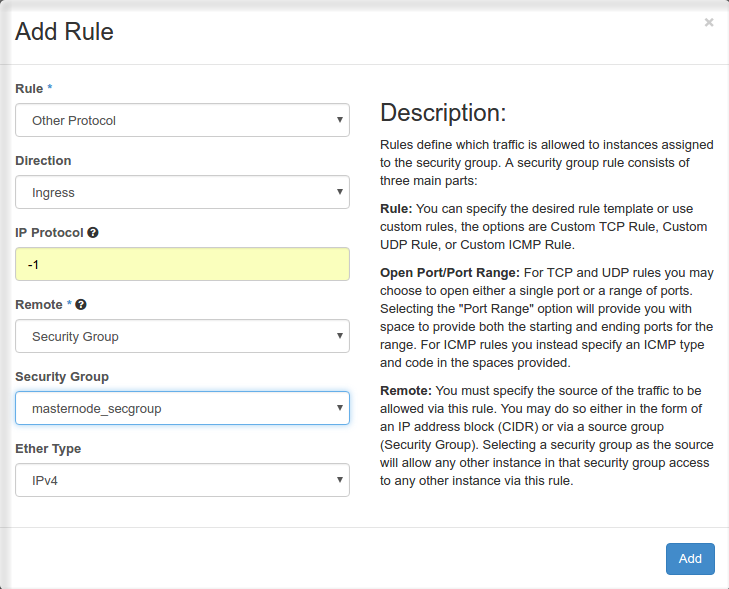 Add Rule
×
Rule *
Other Protocol
Direction
Ingress
IP Protocol
-1
Remote *
Security Group
Security Group
masternode_secgroup
Ether Type
IPv4
Description:
Rules define which traffic is allowed to instances assigned
to the security group. A security group rule consists of
three main parts:
Rule: You can specify the desired rule template or use
custom rules, the options are Custom TCP Rule, Custom
UDP Rule, or Custom ICMP Rule.
Open Port/Port Range: For TCP and UDP rules you may
choose to open either a single port or a range of ports.
Selecting the "Port Range" option will provide you with
space to provide both the starting and ending ports for the
range. For ICMP rules you instead specify an ICMP type
and code in the spaces provided.
Remote: You must specify the source of the traffic to be
allowed via this rule. You may do so either in the form of
an IP address block (CIDR) or via a source group
(Security Group). Selecting a security group as the source
will allow any other instance in that security group access
to any other instance via this rule.
Add